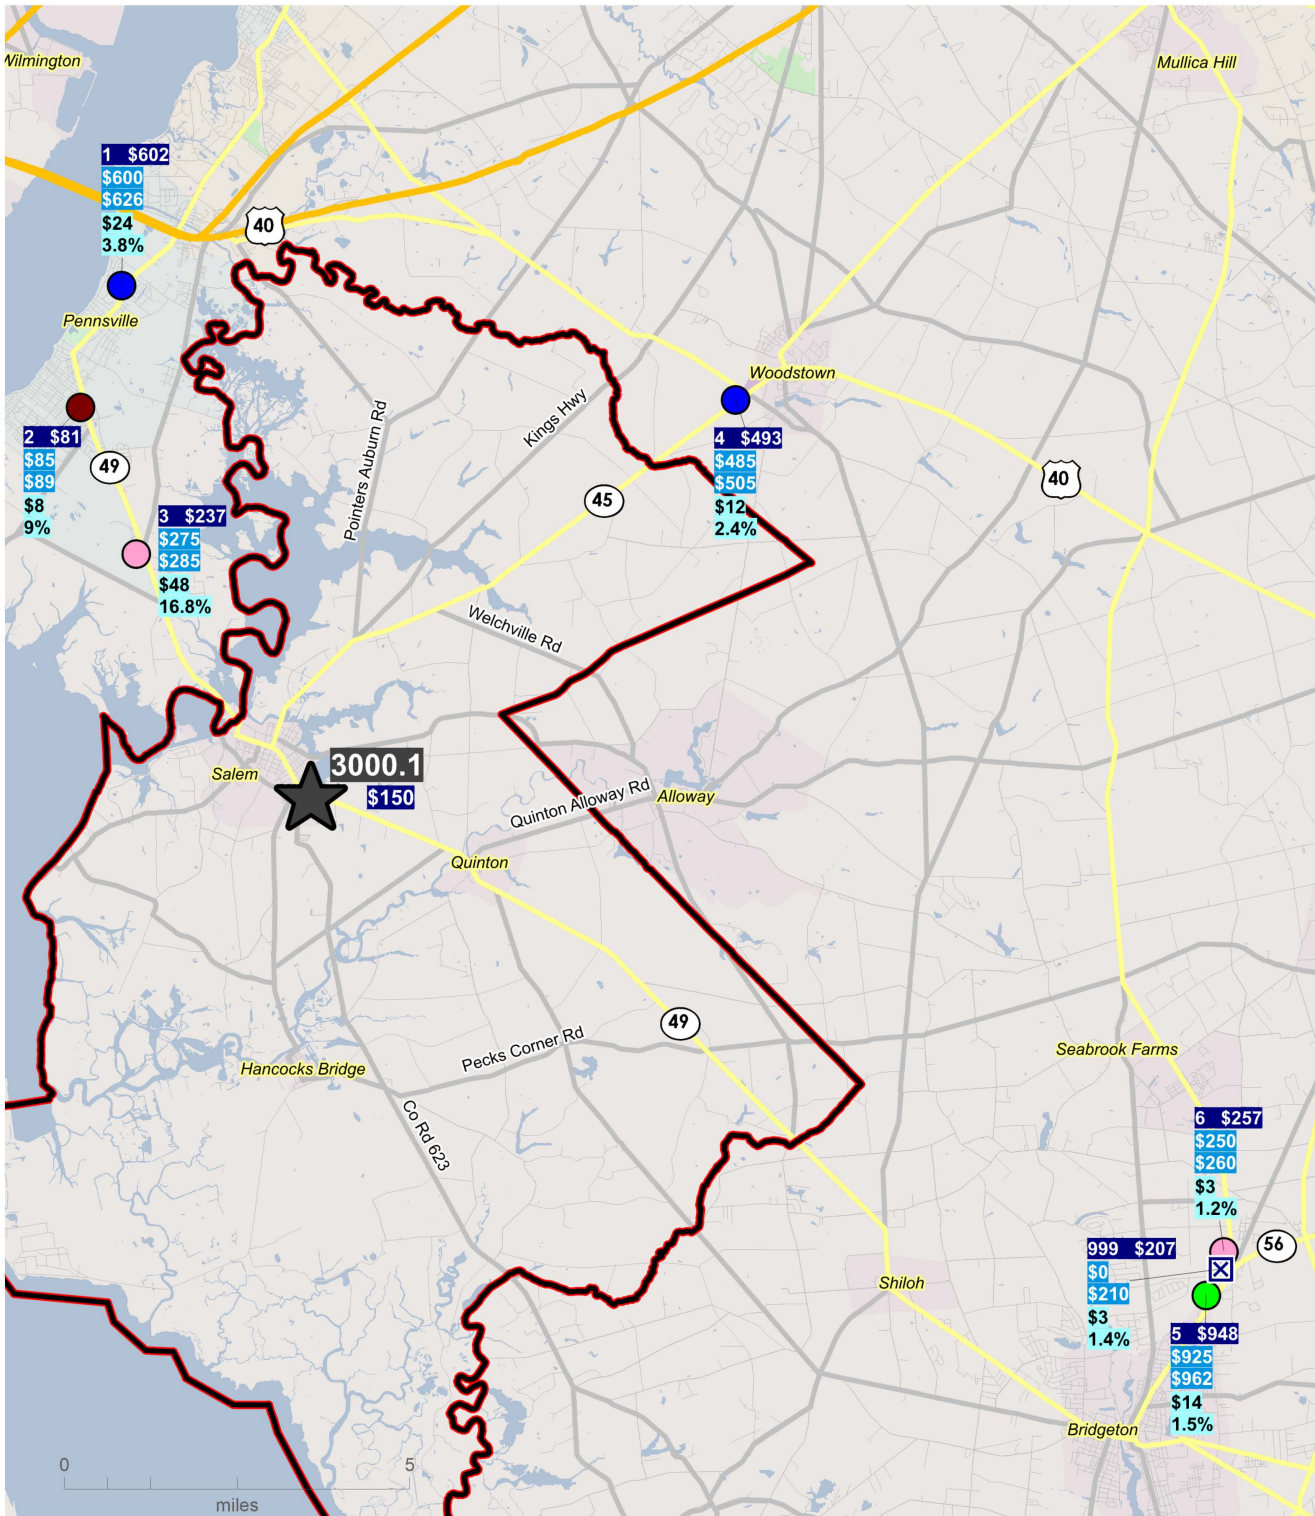 Wilmington
Mullica Hill
1 $602
$600
$626
$24
3.8%
40
Pennsville
Woodstown
2 $81
$85
$89
$8
9%
49
Pointers Auburn Rd
Kings Hwy
45
4 $493
$485
$505
$12
2.4%
40
3 $237
$275
$285
$48
16.8%
Welchville Rd
Salem
3000.1
$150
Quinton Alloway Rd
Alloway
Quinton
49
Pecks Corner Rd
Hancocks Bridge
Co Rd 623
Seabrook Farms
6 $257
$250
$260
$3
1.2%
56
999 $207
$0
$210
$3
1.4%
Shiloh
5 $948
$925
$962
$14
1.5%
Bridgeton
0 5
miles